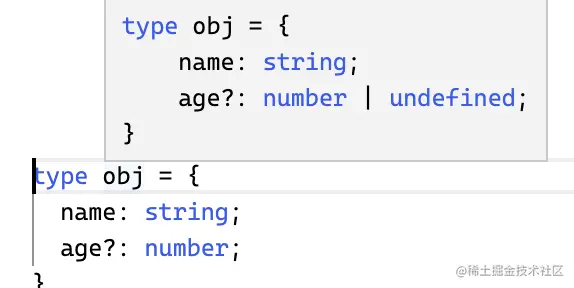 type obj = {
    name: string;
    age?: number | undefined;
}
type obj = {
  name: string;
  age?: number;
}
@稀土掘金技术社区